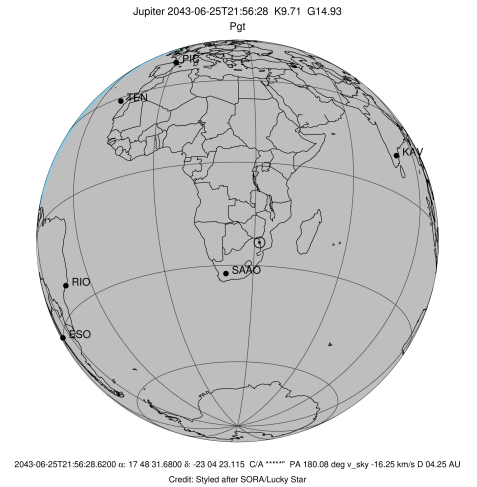 Jupiter 2043-06-25T21:56:28 K9.71 G14.93
Pgt
PIC
TEN
KAV
SAAO
RIO
ESO
2043-06-25T21:56:28.6200 α: 17 48 31.6800 δ: -23 04 23.115 C/A *****" PA 180.08 deg v_sky -16.25 km/s D 04.25 AU
Credit: Styled after SORA/Lucky Star